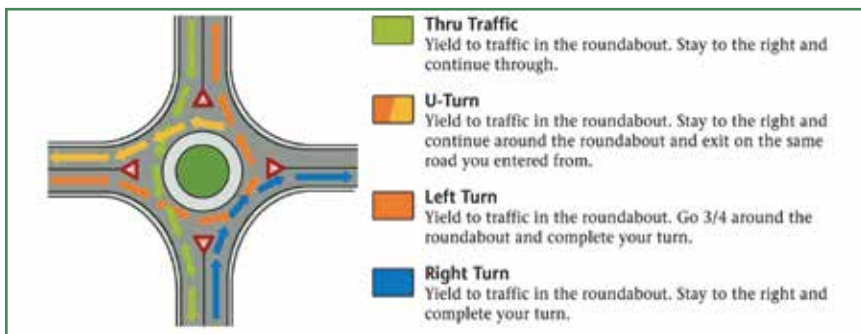 Thru Traffic
Yield to traffic in the roundabout. Stay to the right and
continue through.
U-Turn
Yield to traffic in the roundabout. Stay to the right and
continue around the roundabout and exit on the same
road you entered from.
Left Turn
Yield to traffic in the roundabout. Go 3/4 around the
roundabout and complete your turn.
Right Turn
Yield to traffic in the roundabout. Stay to the right and
complete your turn.